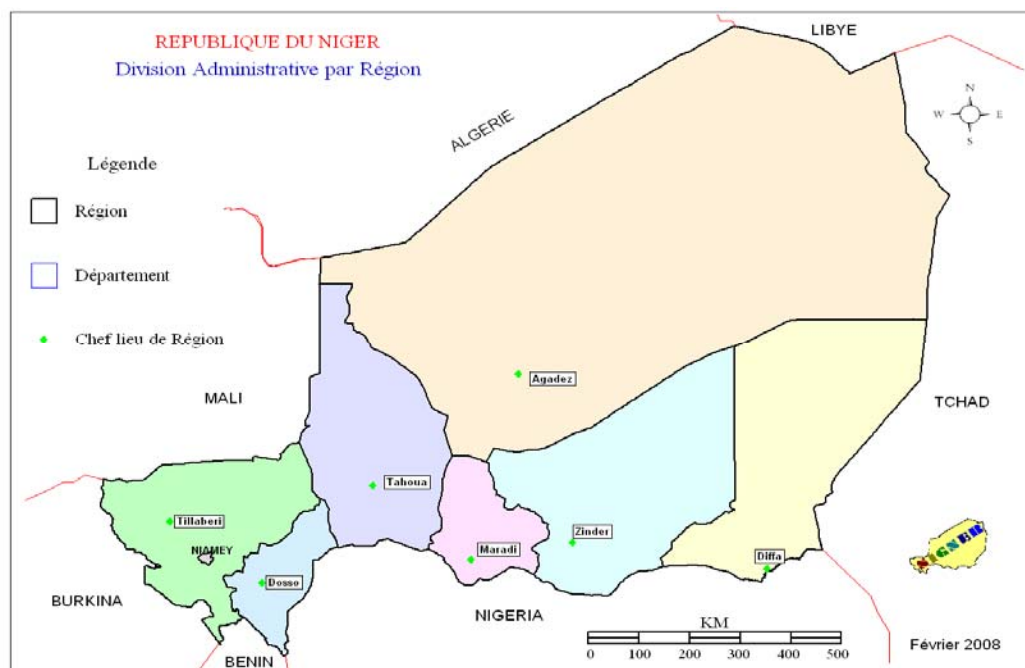 REPUBLIQUE DU NIGER
Division Administrative par Région
LIBYE
N
W E
S
ALGERIE
Légende
Région
Département
Chef lieu de Région
Agadez
MALI
TCHAD
Tahoua
Tillaberi
Zinder
NIAMEY
Maradi
Diffa
NIGER
Dosso
BURKINA
NIGERIA
KM
0 100 200 300 400 500
Février 2008
BENIN